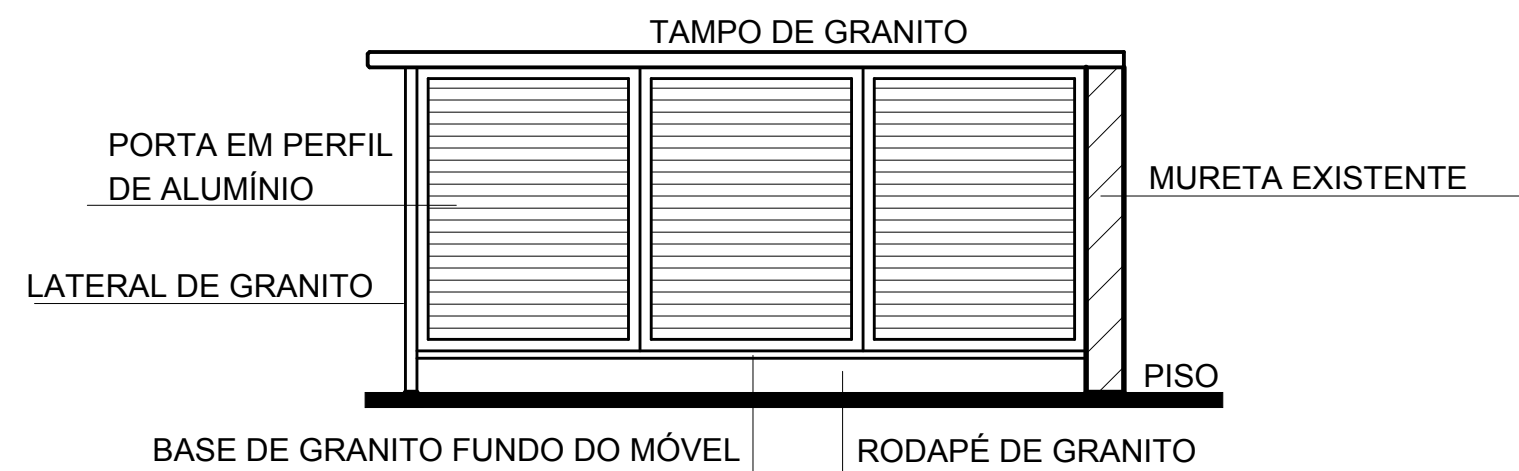 TAMPO DE GRANITO
PORTA EM PERFIL
DE ALUMÍNIO
MURETA EXISTENTE
LATERAL DE GRANITO
PISO
BASE DE GRANITO FUNDO DO MÓVEL
RODAPÉ DE GRANITO